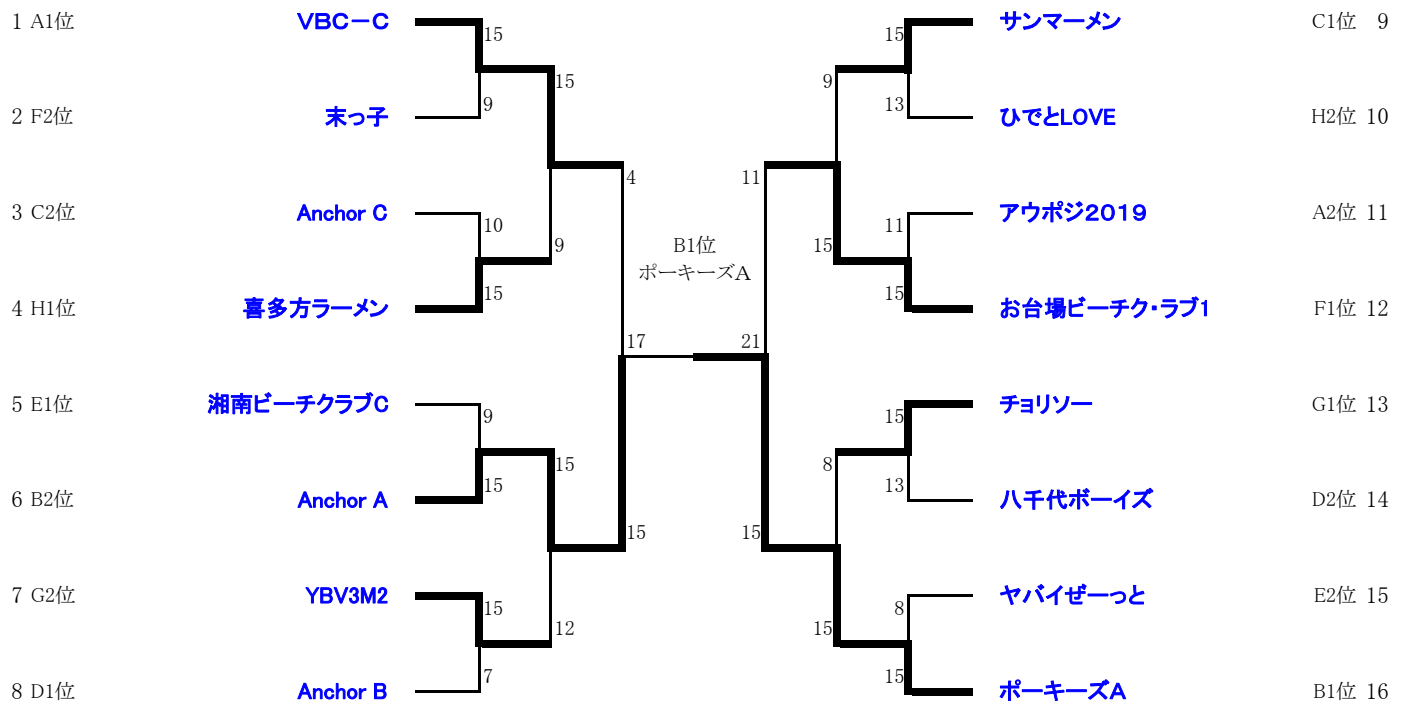 1 A1位 VBC-C 15 15 サンマーメン C1位 9
15 9
2 F2位 末っ子 9 13 ひでとLOVE H2位 10
4 11
3 C2位 Anchor C 10 11 アウポジ2019 A2位 11
9 B1位 15
ポーキーズA
4 H1位 喜多方ラーメン 15 15 お台場ビーチク・ラブ1 F1位 12
17 21
5 E1位 湘南ビーチクラブC 9 15 チョリソー G1位 13
15 8
6 B2位 Anchor A 15 13 八千代ボーイズ D2位 14
15 15
7 G2位 YBV3M2 15 8 ヤバイぜーっと E2位 15
12 15
8 D1位 Anchor B 7 15 ポーキーズA B1位 16